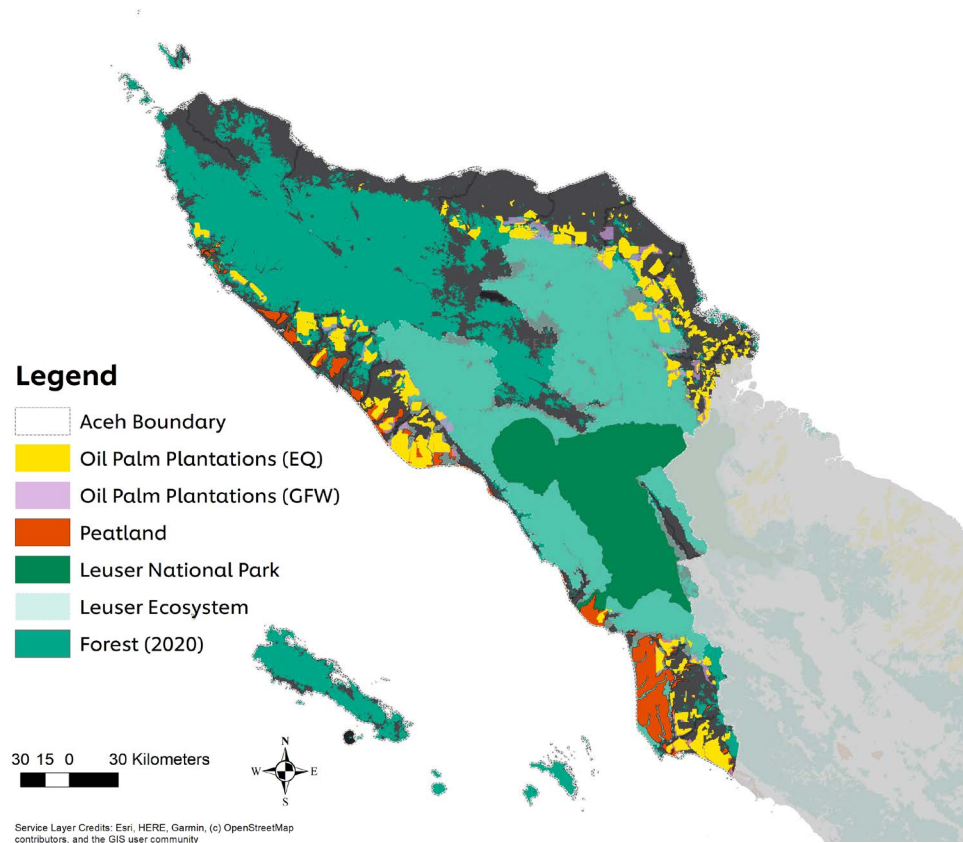 Legend
Aceh Boundary
Oil Palm Plantations (EQ)
Oil Palm Plantations (GFW)
Peatland
Leuser National Park
Leuser Ecosystem
Forest (2020)
30 15 0 30 Kilometers
N
W E
S
Service Layer Credits: Esri, HERE, Garmin, (c) OpenStreetMap
contributors, and the GIS user community